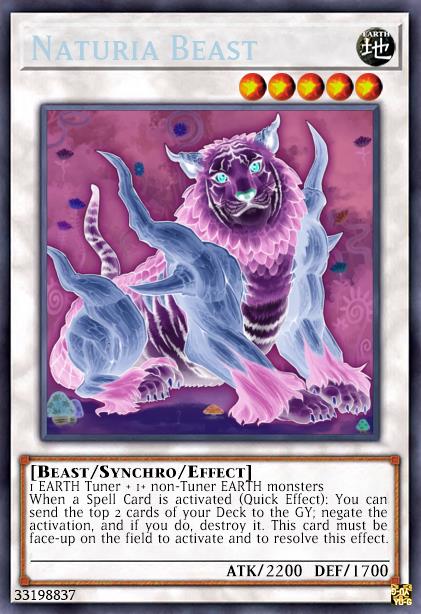 NATURIA BEAST
EARTH
地
[BEAST/SYNCHRO/EFFECT]
1 EARTH Tuner + 1+ non-Tuner EARTH monsters
When a Spell Card is activated (Quick Effect): You can
send the top 2 cards of your Deck to the GY; negate the
activation, and if you do, destroy it. This card must be
face-up on the field to activate and to resolve this effect.
ATK/2200 DEF/1700
33198837